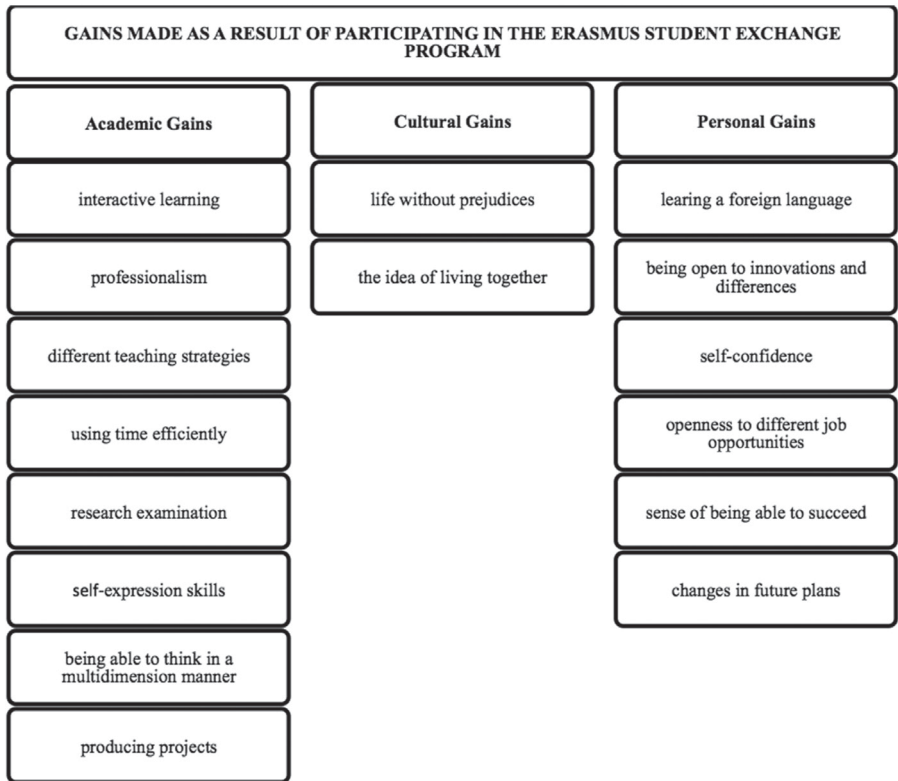 GAINS MADE AS A RESULT OF PARTICIPATING IN THE ERASMUS STUDENT EXCHANGE
PROGRAM
Academic Gains
interactive learning
professionalism
different teaching strategies
using time efficiently
research examination
self-expression skills
being able to think in a
multidimension manner
producing projects
Cultural Gains
life without prejudices
the idea of living together
Personal Gains
learing a foreign language
being open to innovations and
differences
self-confidence
openness to different job
opportunities
sense of being able to succeed
changes in future plans